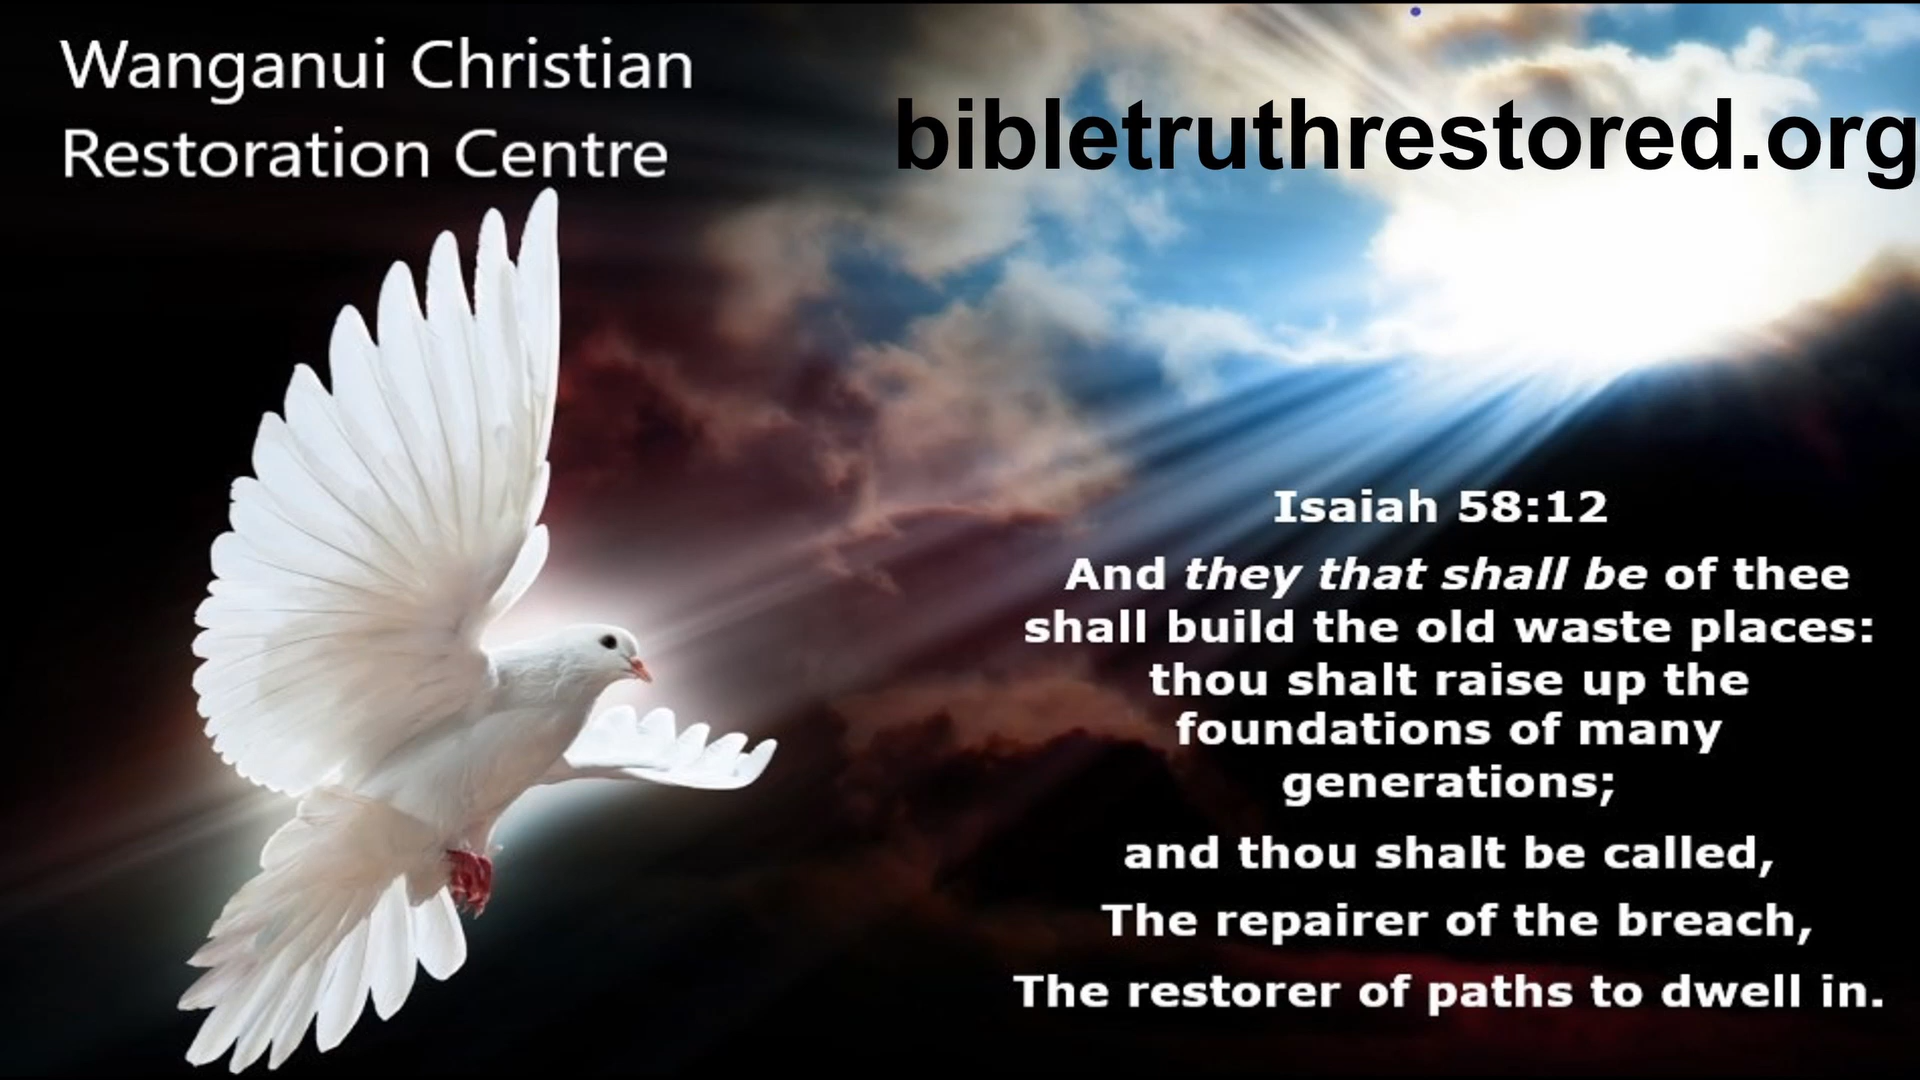 Wanganui Christian
Restoration Centre
bibletruthrestored.org
Isaiah 58:12
And they that shall be of thee
shall build the old waste places:
thou shalt raise up the
foundations of many
generations;
and thou shalt be called,
The repairer of the breach,
The restorer of paths to dwell in.